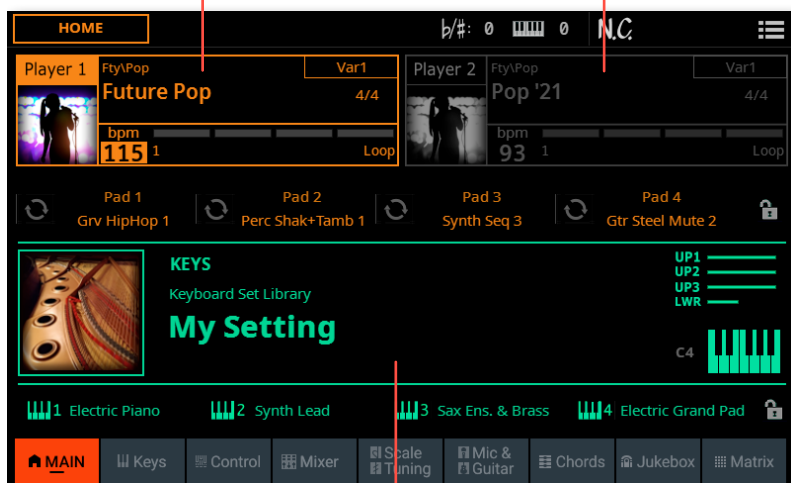 HOME
b/#: 0 0 N.C.
Player 1 Fty\Pop Var1
Future Pop 4/4
bpm
115 1 Loop
Player 2 Fty\Pop Var1
Pop '21 4/4
bpm
93 1 Loop
Pad 1
Grv HipHop 1
Pad 2
Perc Shak+Tamb 1
Pad 3
Synth Seq 3
Pad 4
Gtr Steel Mute 2
KEYS
Keyboard Set Library
My Setting
UP1
UP2
UP3
LWR
C4
1 Electric Piano
2 Synth Lead
3 Sax Ens. & Brass
4 Electric Grand Pad
MAIN
Keys
Control
Mixer
Scale
Tuning
Mic &
Guitar
Chords
Jukebox
Matrix